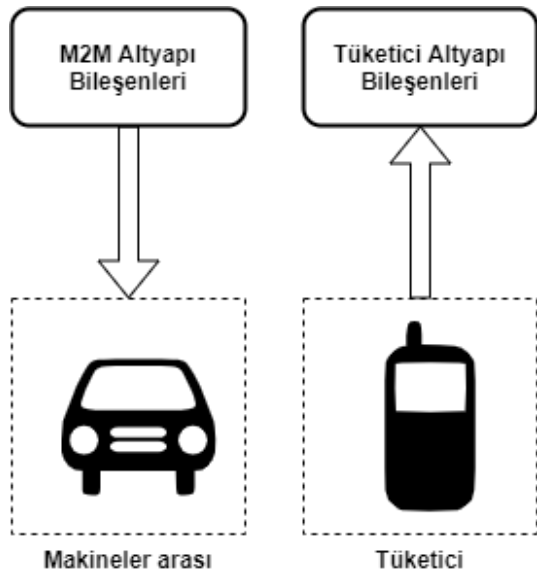 M2M Altyapı
Bileşenleri
Tüketici Altyapı
Bileşenleri
Makineler arası
Tüketici